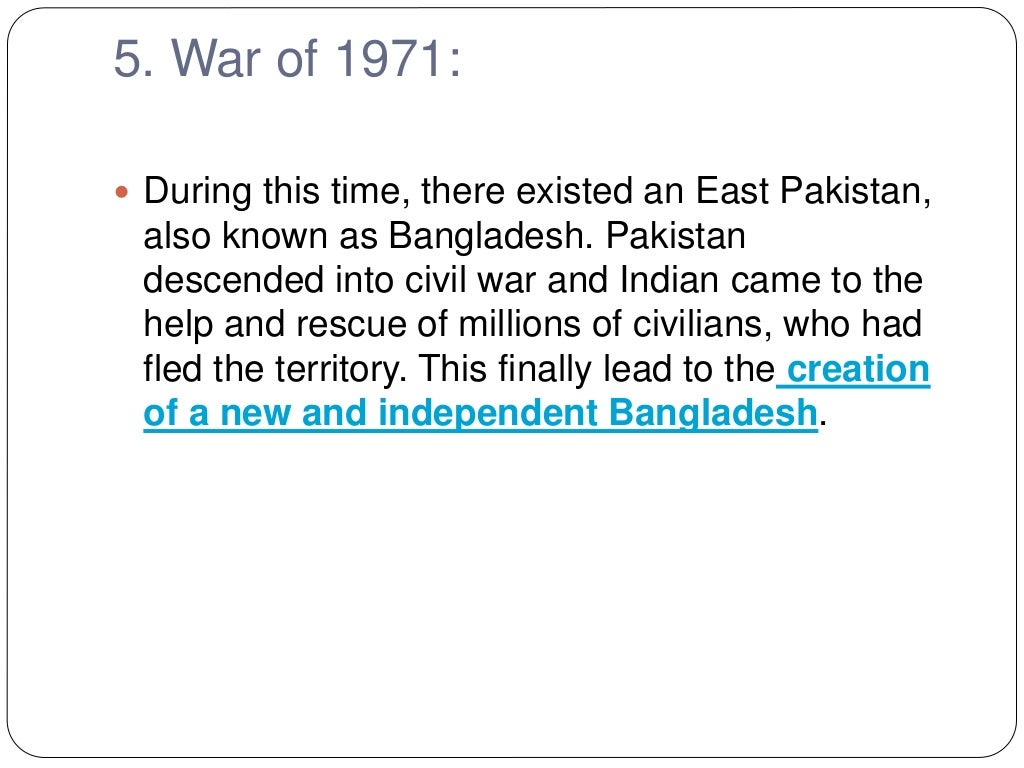 5. War of 1971:
• During this time, there existed an East Pakistan,
also known as Bangladesh. Pakistan
descended into civil war and Indian came to the
help and rescue of millions of civilians, who had
fled the territory. This finally lead to the creation
of a new and independent Bangladesh.